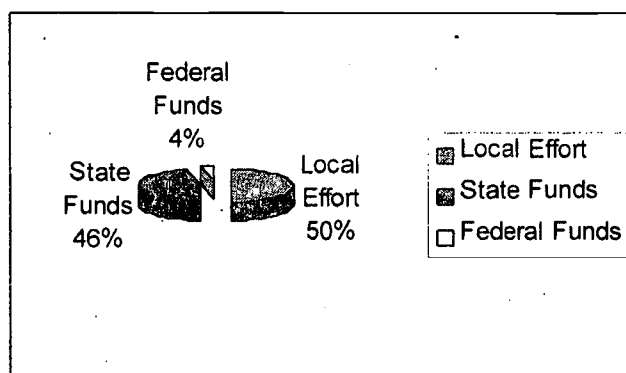 Federal
Funds
4%
State
Funds
46%
Local
Effort
50%
Local Effort
State Funds
Federal Funds